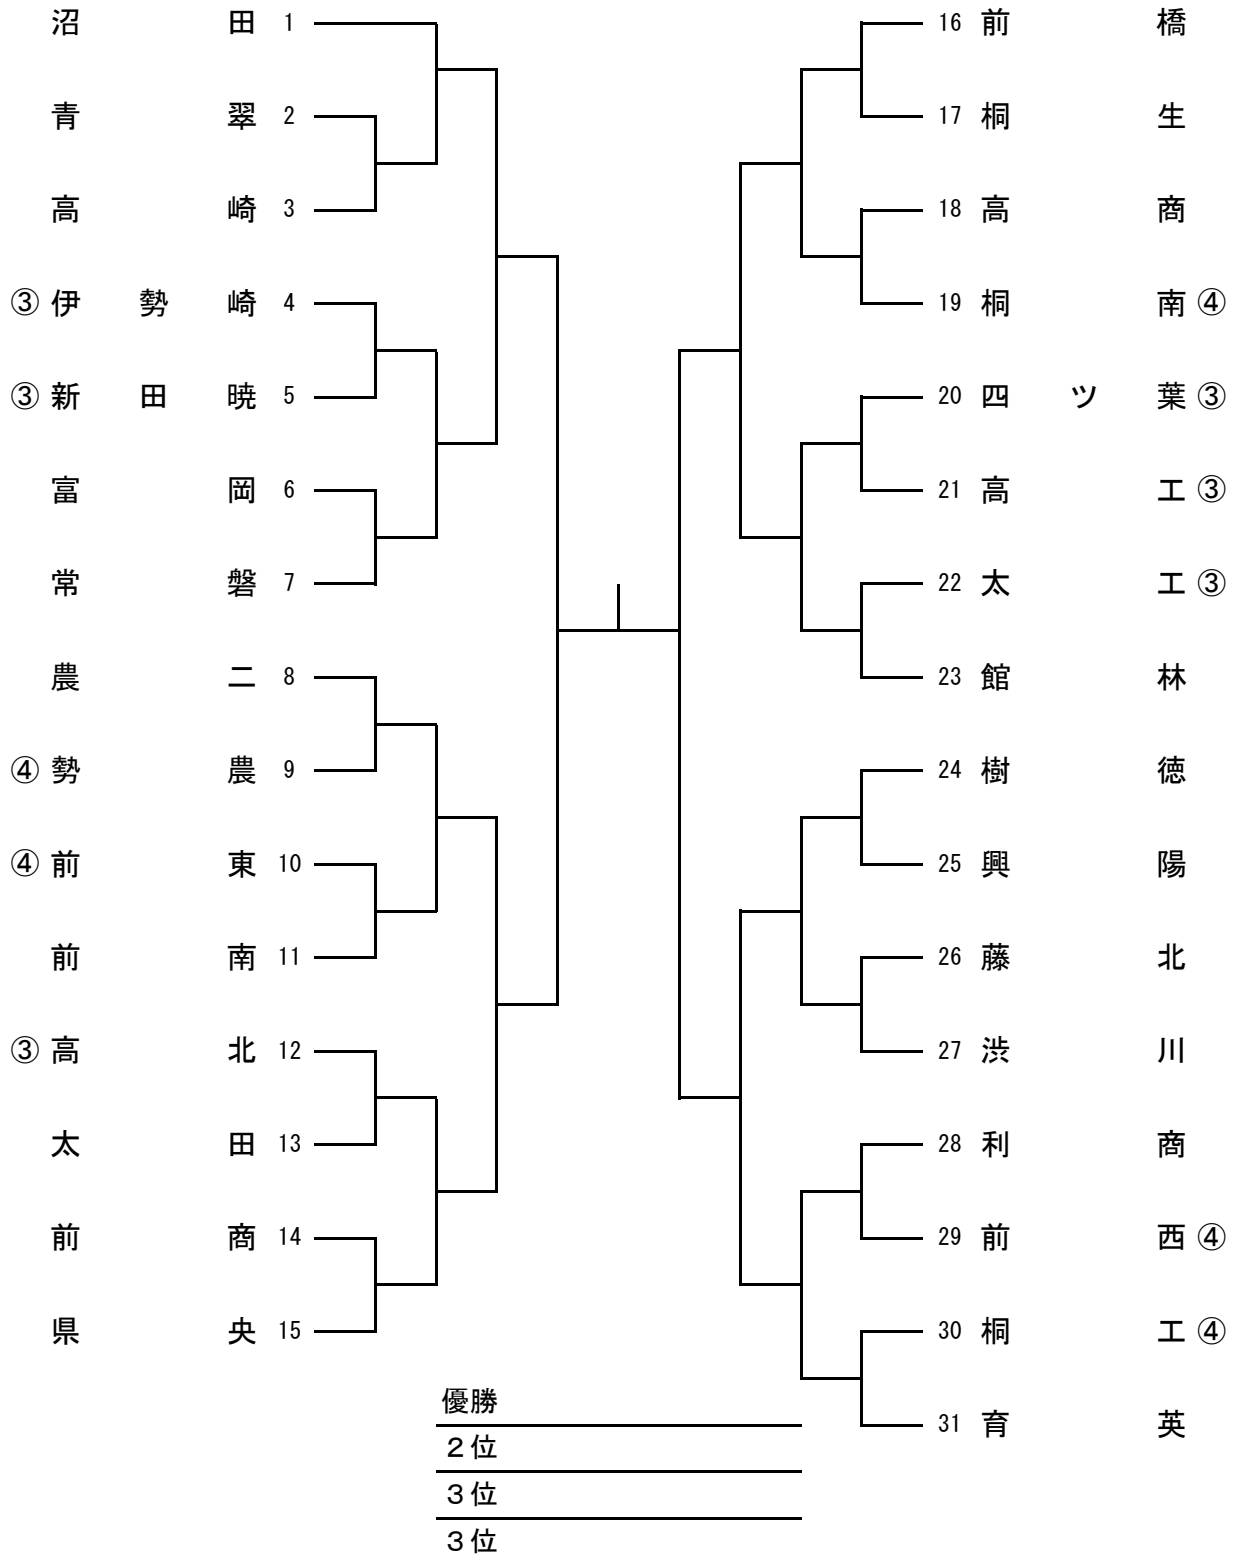 沼田 1
青翠 2
高崎 3
③ 伊勢崎 4
③ 新田暁 5
富岡 6
常磐 7
農二 8
④ 勢農 9
④ 前東 10
前南 11
③ 高北 12
太田 13
前商 14
県央 15
16 前橋
17 桐生
18 高商
19 桐南 ④
20 四ツ葉 ③
21 高工 ③
22 太工 ③
23 館林
24 樹徳
25 興陽
26 藤北
27 渋川
28 利商
29 前西 ④
30 桐工 ④
31 育英
優勝
２位
３位
３位